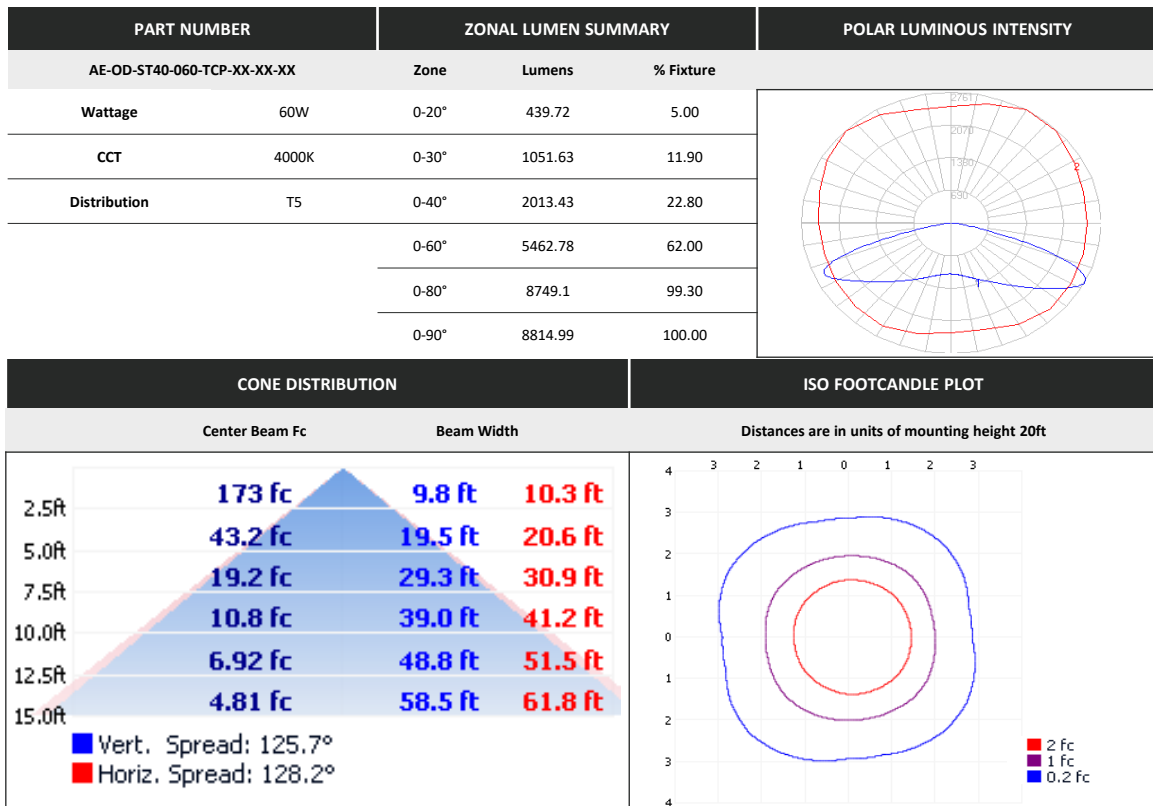 PART NUMBER
ZONAL LUMEN SUMMARY
POLAR LUMINOUS INTENSITY
AE-OD-ST40-060-TCP-XX-XX-XX
Zone Lumens % Fixture
Wattage 60W
0-20° 439.72 5.00
CCT 4000K
0-30° 1051.63 11.90
Distribution T5
0-40° 2013.43 22.80
0-60° 5462.78 62.00
0-80° 8749.1 99.30
0-90° 8814.99 100.00
2761
2070
1380
690
2
1
CONE DISTRIBUTION
ISO FOOTCANDLE PLOT
Center Beam Fc Beam Width
Distances are in units of mounting height 20ft
173 fc 9.8 ft 10.3 ft
2.5ft
43.2 fc 19.5 ft 20.6 ft
5.0ft
19.2 fc 29.3 ft 30.9 ft
7.5ft
10.8 fc 39.0 ft 41.2 ft
10.0ft
6.92 fc 48.8 ft 51.5 ft
12.5ft
4.81 fc 58.5 ft 61.8 ft
15.0ft
Vert. Spread: 125.7°
Horiz. Spread: 128.2°
3 2 1 0 1 2 3
4
3
2
1
0
1
2
3
4
2 fc
1 fc
0.2 fc